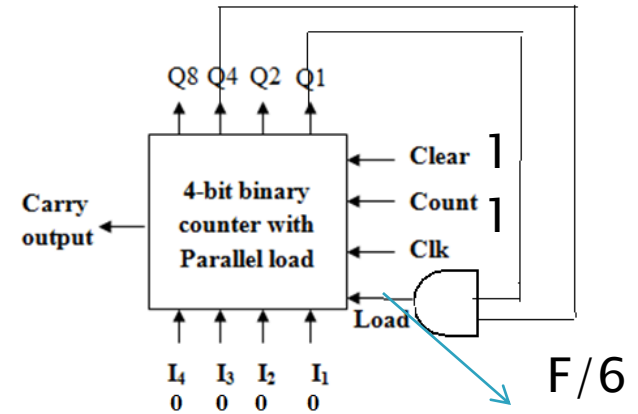 Q8 Q4 Q2 Q1
Clear 1
4-bit binary
counter with
Parallel load
Carry
output
Count 1
Clk
Load
I4 I3 I2 I1
0 0 0 0
F/6